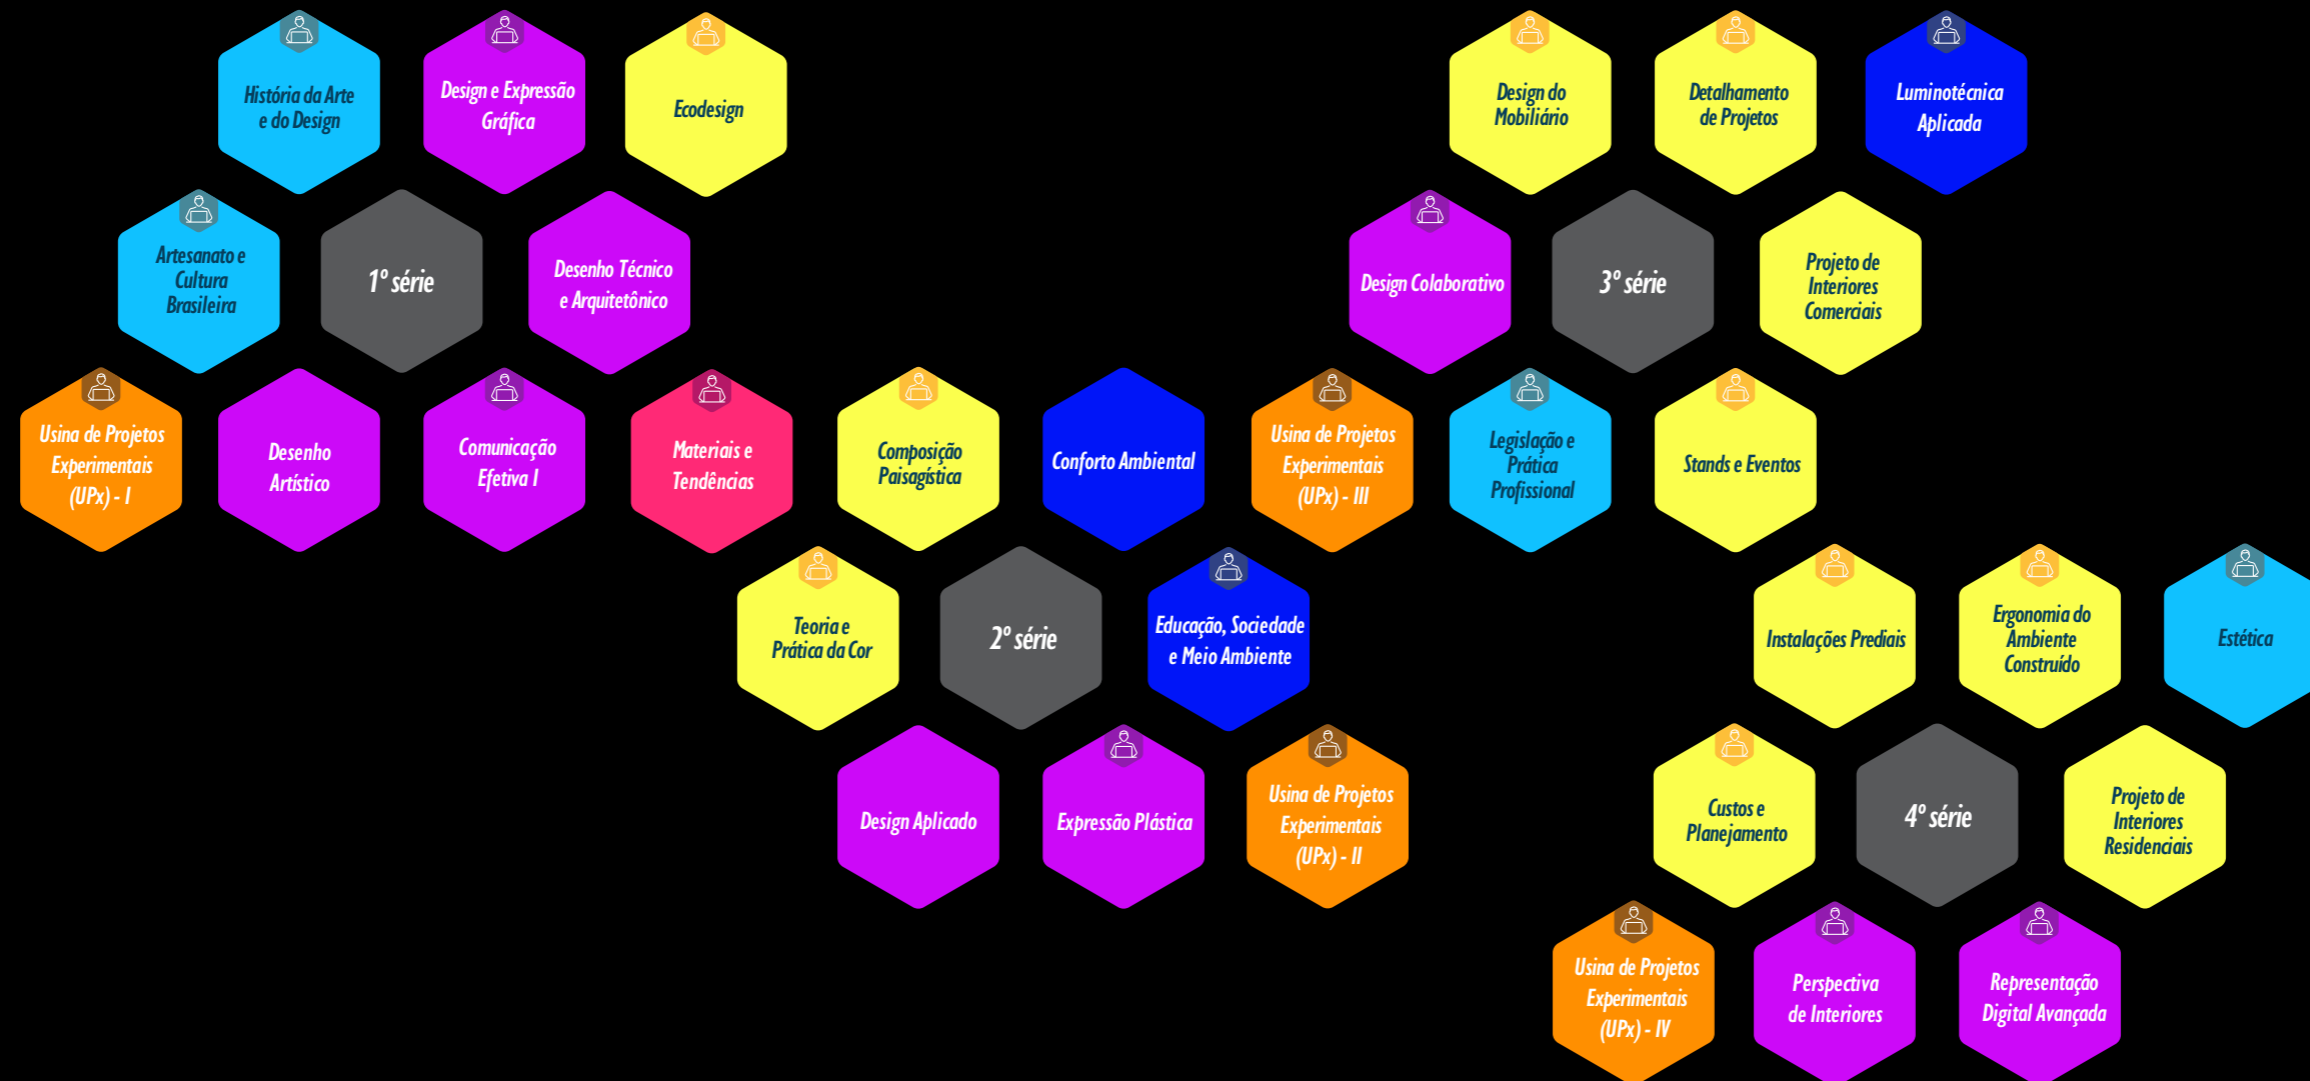 História da Arte
e do Design
Design e Expressão
Gráfica
Ecodesign
Artesanato e
Cultura
Brasileira
1º série
Desenho Técnico
e Arquitetônico
Usina de Projetos
Experimentais
(UPx) - I
Desenho
Artístico
Comunicação
Efetiva I
Materiais e
Tendências
Composição
Paisagística
Conforto Ambiental
Teoria e
Prática da Cor
2º série
Educação, Sociedade
e Meio Ambiente
Design Aplicado
Expressão Plástica
Usina de Projetos
Experimentais
(UPx) - II
Design do
Mobiliário
Detalhamento
de Projetos
Luminotécnica
Aplicada
Design Colaborativo
3º série
Projeto de
Interiores
Comerciais
Usina de Projetos
Experimentais
(UPx) - III
Legislação e
Prática
Profissional
Stands e Eventos
Instalações Prediais
Ergonomia do
Ambiente
Construído
Estética
Custos e
Planejamento
4º série
Projeto de
Interiores
Residenciais
Usina de Projetos
Experimentais
(UPx) - IV
Perspectiva
de Interiores
Representação
Digital Avançada